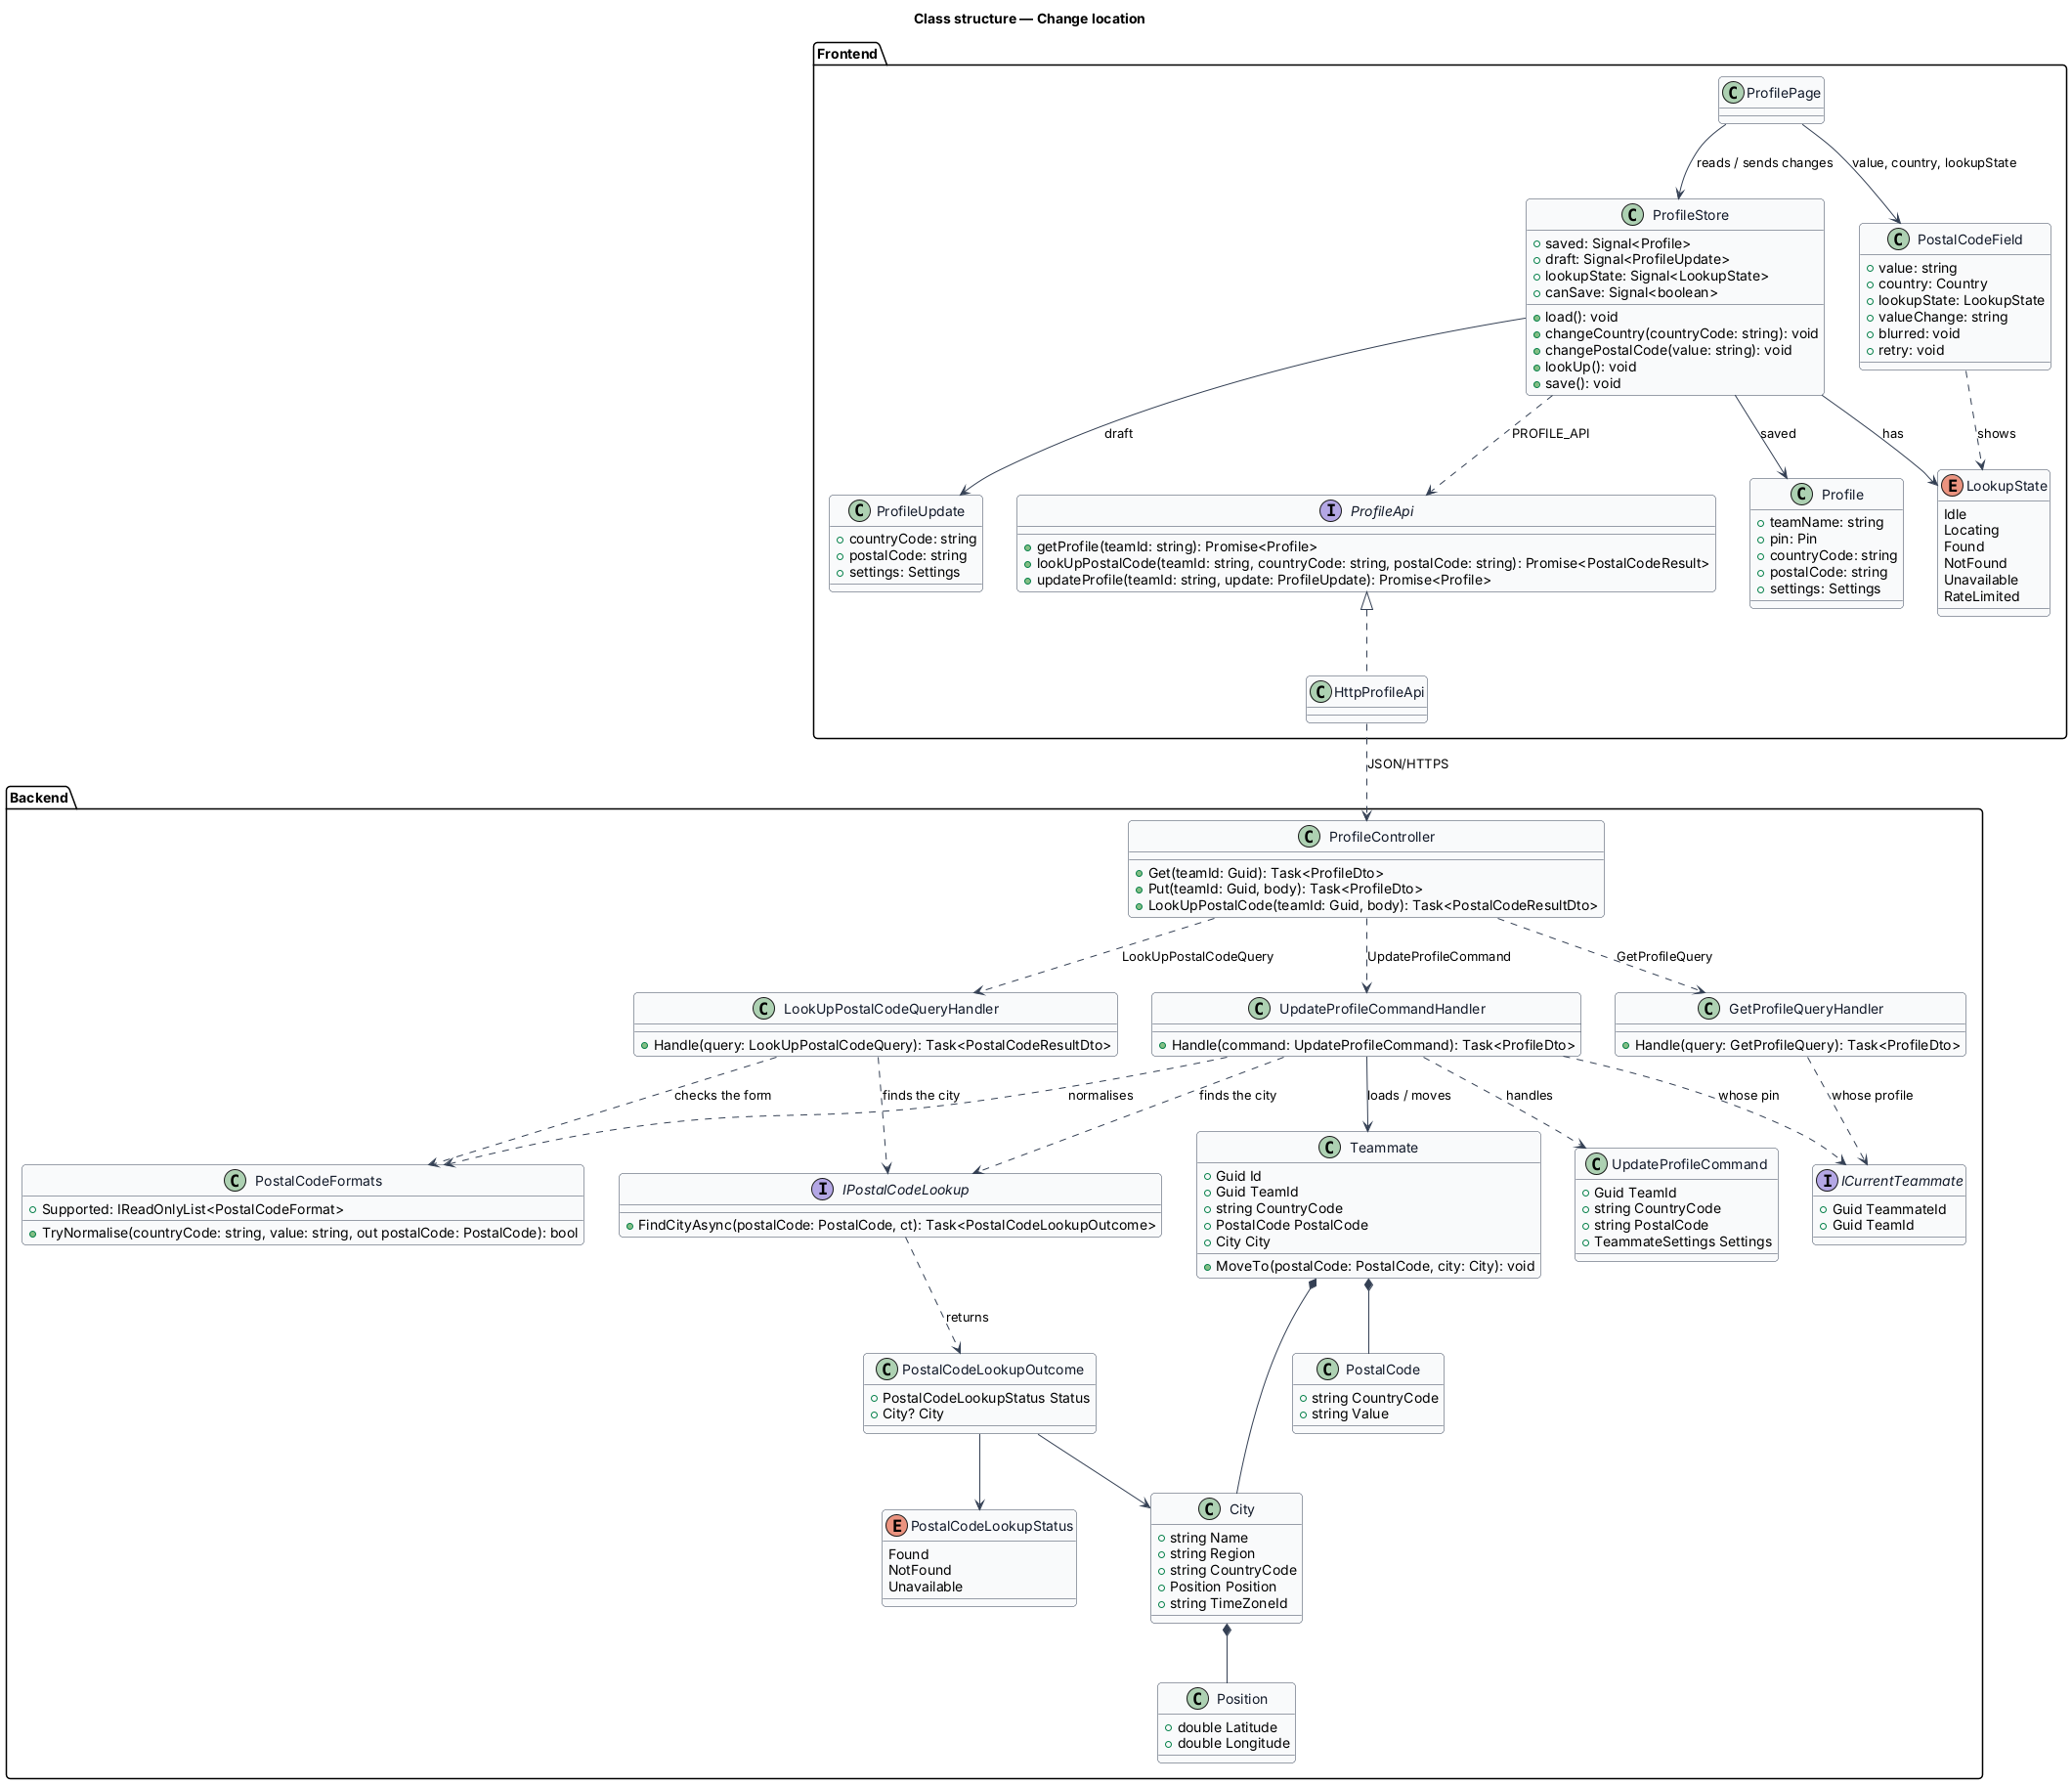 Class structure — Change location
Frontend
C ProfilePage
reads / sends changes
value, country, lookupState
C ProfileStore
saved: Signal<Profile>
draft: Signal<ProfileUpdate>
lookupState: Signal<LookupState>
canSave: Signal<boolean>
load(): void
changeCountry(countryCode: string): void
changePostalCode(value: string): void
lookUp(): void
save(): void
C PostalCodeField
value: string
country: Country
lookupState: LookupState
valueChange: string
blurred: void
retry: void
draft
PROFILE_API
saved
has
shows
C ProfileUpdate
countryCode: string
postalCode: string
settings: Settings
I ProfileApi
getProfile(teamId: string): Promise<Profile>
lookUpPostalCode(teamId: string, countryCode: string, postalCode: string): Promise<PostalCodeResult>
updateProfile(teamId: string, update: ProfileUpdate): Promise<Profile>
C Profile
teamName: string
pin: Pin
countryCode: string
postalCode: string
settings: Settings
E LookupState
Idle
Locating
Found
NotFound
Unavailable
RateLimited
C HttpProfileApi
JSON/HTTPS
Backend
C ProfileController
Get(teamId: Guid): Task<ProfileDto>
Put(teamId: Guid, body): Task<ProfileDto>
LookUpPostalCode(teamId: Guid, body): Task<PostalCodeResultDto>
LookUpPostalCodeQuery
UpdateProfileCommand
GetProfileQuery
C LookUpPostalCodeQueryHandler
Handle(query: LookUpPostalCodeQuery): Task<PostalCodeResultDto>
C UpdateProfileCommandHandler
Handle(command: UpdateProfileCommand): Task<ProfileDto>
C GetProfileQueryHandler
Handle(query: GetProfileQuery): Task<ProfileDto>
checks the form
finds the city
normalises
finds the city
loads / moves
handles
whose pin
whose profile
C PostalCodeFormats
Supported: IReadOnlyList<PostalCodeFormat>
TryNormalise(countryCode: string, value: string, out postalCode: PostalCode): bool
I IPostalCodeLookup
FindCityAsync(postalCode: PostalCode, ct): Task<PostalCodeLookupOutcome>
C Teammate
Guid Id
Guid TeamId
string CountryCode
PostalCode PostalCode
City City
MoveTo(postalCode: PostalCode, city: City): void
C UpdateProfileCommand
Guid TeamId
string CountryCode
string PostalCode
TeammateSettings Settings
I ICurrentTeammate
Guid TeammateId
Guid TeamId
returns
C PostalCodeLookupOutcome
PostalCodeLookupStatus Status
City? City
C PostalCode
string CountryCode
string Value
E PostalCodeLookupStatus
Found
NotFound
Unavailable
C City
string Name
string Region
string CountryCode
Position Position
string TimeZoneId
C Position
double Latitude
double Longitude